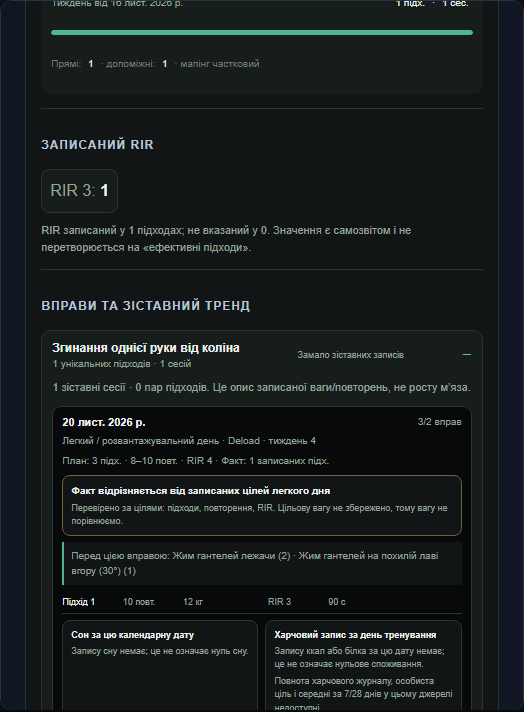 Тиждень від 16 лист. 2026 р. 1 підх. · 1 сес.
Прямі: 1 · допоміжні: 1 · мапінг частковий
ЗАПИСАНИЙ RIR
RIR 3: 1
RIR записаний у 1 підходах; не вказаний у 0. Значення є самозвітом і не
перетворюється на «ефективні підходи».
ВПРАВИ ТА ЗІСТАВНИЙ ТРЕНД
Згинання однієї руки від коліна
Замало зіставних записів —
1 унікальних підходів · 1 сесій
1 зіставні сесії · 0 пар підходів. Це опис записаної ваги/повторень, не росту м’яза.
20 лист. 2026 р. 3/2 вправ
Легкий / розвантажувальний день · Deload · тиждень 4
План: 3 підх. · 8–10 повт. · RIR 4 · Факт: 1 записаних підх.
Факт відрізняється від записаних цілей легкого дня
Перевірено за цілями: підходи, повторення, RIR. Цільову вагу не збережено, тому вагу не
порівнюємо.
Перед цією вправою: Жим гантелей лежачи (2) · Жим гантелей на похилій лаві
вгору (30°) (1)
Підхід 1 10 повт. 12 кг RIR 3 90 с
Сон за цю календарну дату
Запису сну немає; це не означає нуль сну.
Харчовий запис за день тренування
Запису ккал або білка за цю дату немає;
це не означає нульове споживання.
Повнота харчового журналу, особиста
ціль і середні за 7/28 днів у цьому джерелі
недоступні.